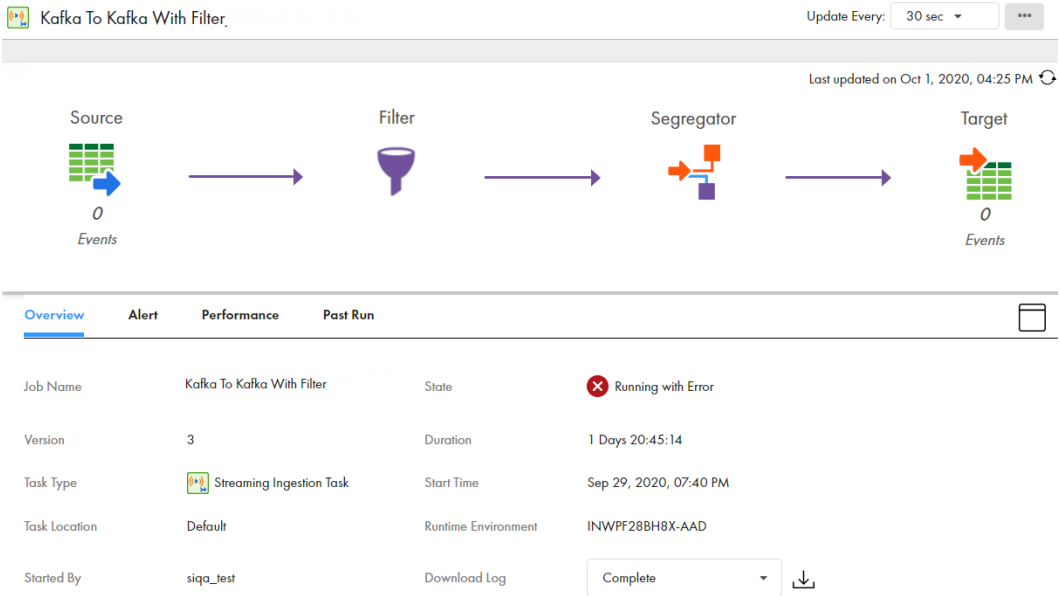 Kafka To Kafka With Filter
Update Every: 30 sec
Last updated on Oct 1, 2020, 04:25 PM
Source Filter Segregator Target
0 0
Events Events
Overview Alert Performance Past Run
Job Name Kafka To Kafka With Filter State Running with Error
Version 3 Duration 1 Days 20:45:14
Task Type Streaming Ingestion Task Start Time Sep 29, 2020, 07:40 PM
Task Location Default Runtime Environment INWPF28BH8X-AAD
Started By siqa_test Download Log Complete